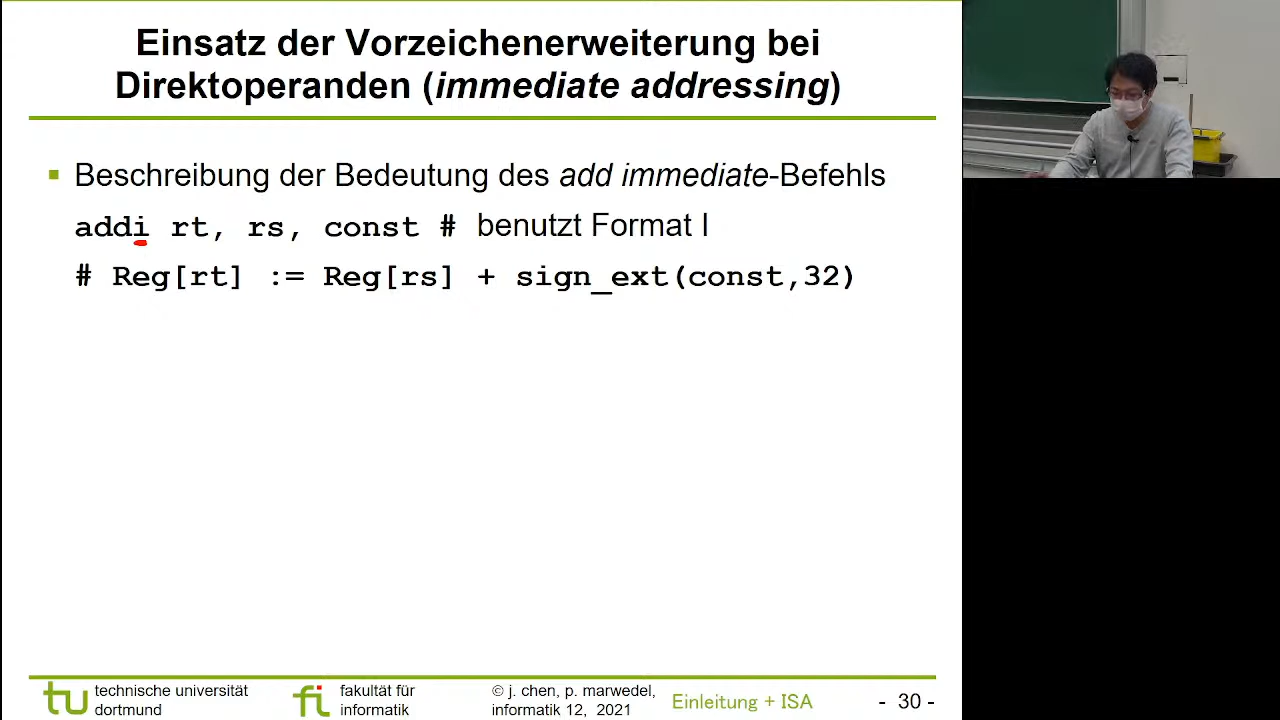 Einsatz der Vorzeichenerweiterung bei
Direktoperanden (immediate addressing)
▪ Beschreibung der Bedeutung des add immediate-Befehls
addi rt, rs, const # benutzt Format I
# Reg[rt] := Reg[rs] + sign_ext(const,32)
tu technische universität
dortmund
fi fakultät für
informatik
© j. chen, p. marwedel,
informatik 12, 2021
Einleitung + ISA
- 30 -